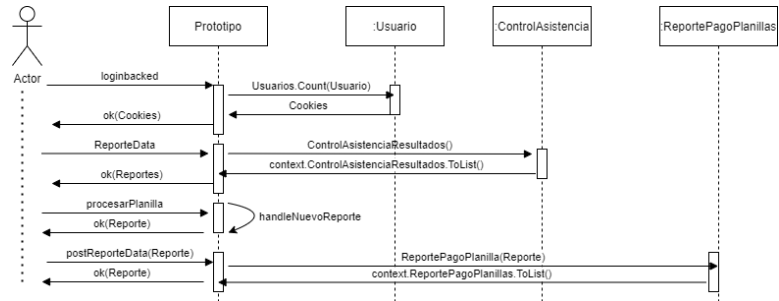 Prototipo
:Usuario
:ControlAsistencia
:ReportePagoPlanillas
Actor
loginbacked
Usuarios.Count(Usuario)
Cookies
ok(Cookies)
ReporteData
ControlAsistenciaResultados()
context.ControlAsistenciaResultados.ToList()
ok(Reportes)
procesarPlanilla
handleNuevoReporte
ok(Reporte)
postReporteData(Reporte)
ReportePagoPlanilla(Reporte)
ok(Reporte)
context.ReportePagoPlanillas.ToList()